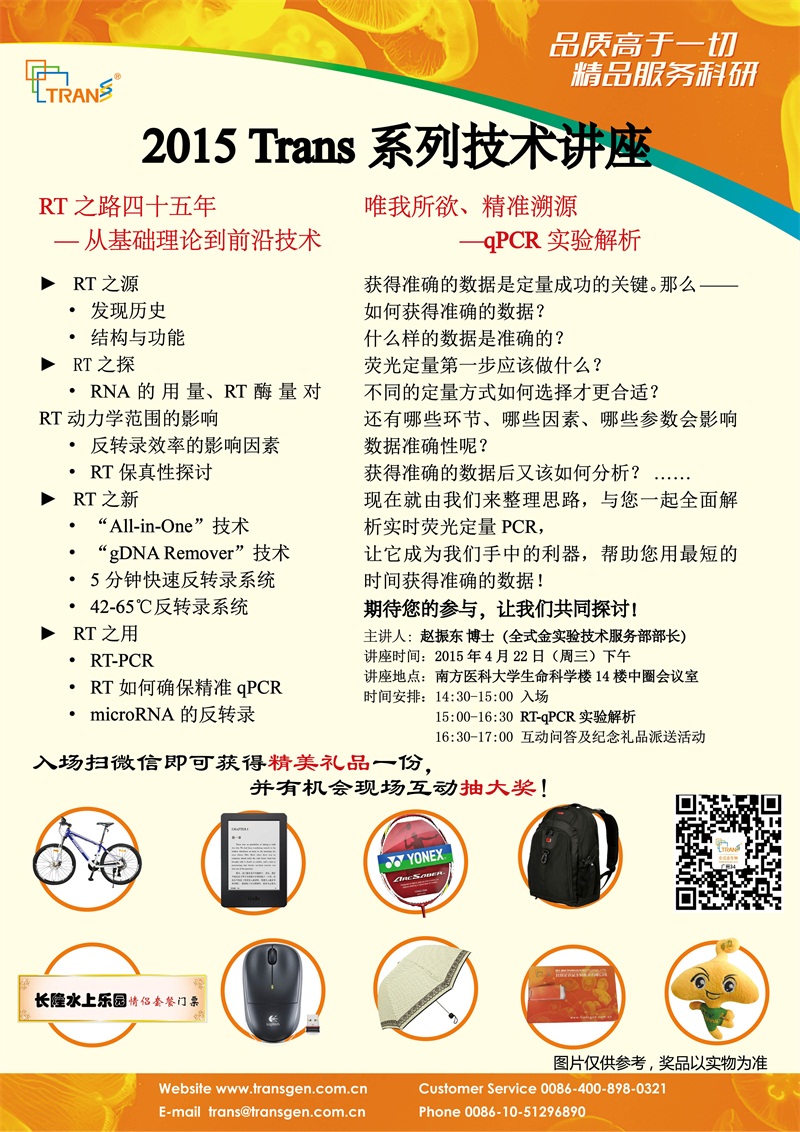 品质高于一切
精品服务科研
TRANS®
2015 Trans 系列技术讲座
RT 之路四十五年
— 从基础理论到前沿技术
► RT 之源
• 发现历史
• 结构与功能
► RT 之探
• RNA 的用量、RT 酶量对
RT 动力学范围的影响
• 反转录效率的影响因素
• RT 保真性探讨
► RT 之新
• “All-in-One”技术
• “gDNA Remover”技术
• 5 分钟快速反转录系统
• 42-65℃反转录系统
► RT 之用
• RT-PCR
• RT 如何确保精准 qPCR
• microRNA 的反转录
唯我所欲、精准溯源
—qPCR 实验解析
获得准确的数据是定量成功的关键。那么——
如何获得准确的数据？
什么样的数据是准确的？
荧光定量第一步应该做什么？
不同的定量方式如何选择才更合适？
还有哪些环节、哪些因素、哪些参数会影响
数据准确性呢？
获得准确的数据后又该如何分析？ ……
现在就由我们来整理思路，与您一起全面解
析实时荧光定量 PCR，
让它成为我们手中的利器，帮助您用最短的
时间获得准确的数据！
期待您的参与，让我们共同探讨！
主讲人：赵振东 博士（全式金实验技术服务部部长）
讲座时间：2015 年 4 月 22 日（周三）下午
讲座地点：南方医科大学生命科学楼 14 楼中圈会议室
时间安排：14:30-15:00 入场
15:00-16:30 RT-qPCR 实验解析
16:30-17:00 互动问答及纪念礼品派送活动
入场扫微信即可获得精美礼品一份，
并有机会现场互动抽大奖！
CHAPTER I
kindle
YONEX
ARCSABER
TRANS
广州34
长隆水上乐园情侣套餐门票
Logitech
www.transgen.com.cn
图片仅供参考，奖品以实物为准
Website www.transgen.com.cn
Customer Service 0086-400-898-0321
E-mail trans@transgen.com.cn
Phone 0086-10-51296890